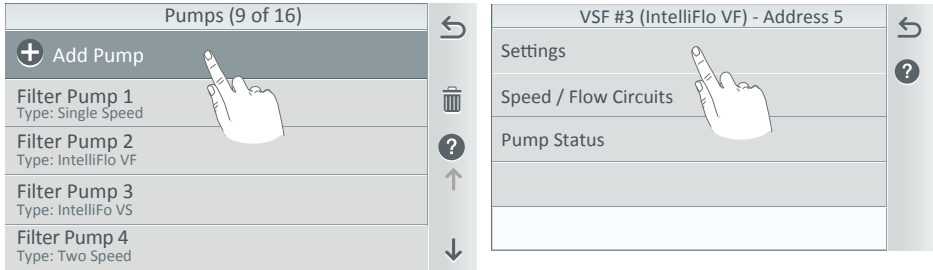 Pumps (9 of 16)
Add Pump
Filter Pump 1
Type: Single Speed
Filter Pump 2
Type: IntelliFlo VF
Filter Pump 3
Type: IntelliFo VS
Filter Pump 4
Type: Two Speed
VSF #3 (IntelliFlo VF) - Address 5
Settings
Speed / Flow Circuits
Pump Status